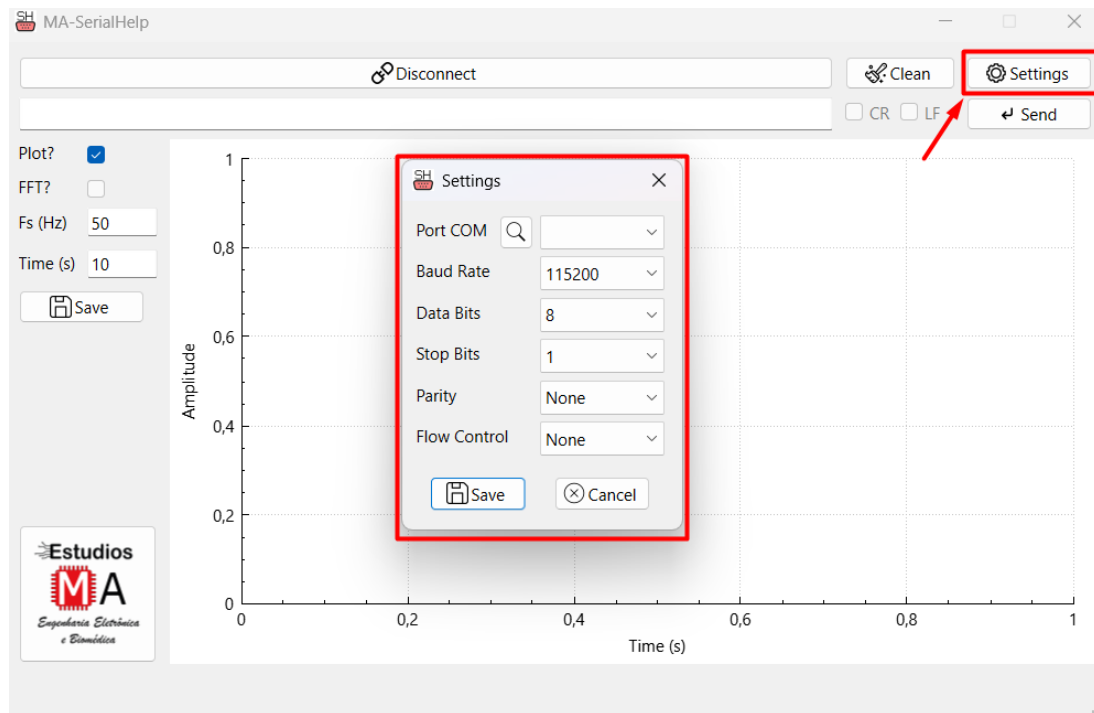 SH MA-SerialHelp
Disconnect
Clean
Settings
CR
LF
Send
Plot?
FFT?
Fs (Hz) 50
Time (s) 10
Save
Estudios
MA
Engenharia Eletrônica
e Biomédica
Amplitude
1
0,8
0,6
0,4
0,2
0
0 0,2 0,4 0,6 0,8 1
Time (s)
SH Settings
Port COM
Baud Rate 115200
Data Bits 8
Stop Bits 1
Parity None
Flow Control None
Save Cancel